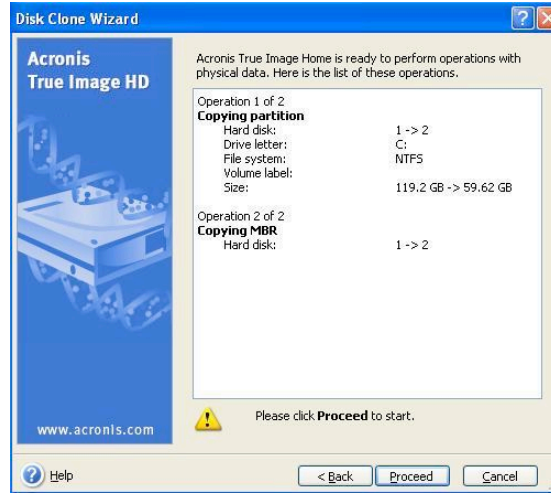 Disk Clone Wizard
Acronis
True Image HD
Acronis True Image Home is ready to perform operations with
physical data. Here is the list of these operations.
Operation 1 of 2
Copying partition
Hard disk: 1 -> 2
Drive letter: C:
File system: NTFS
Volume label:
Size: 119.2 GB -> 59.62 GB
Operation 2 of 2
Copying MBR
Hard disk: 1 -> 2
Please click Proceed to start.
www.acronis.com
Help
< Back
Proceed
Cancel